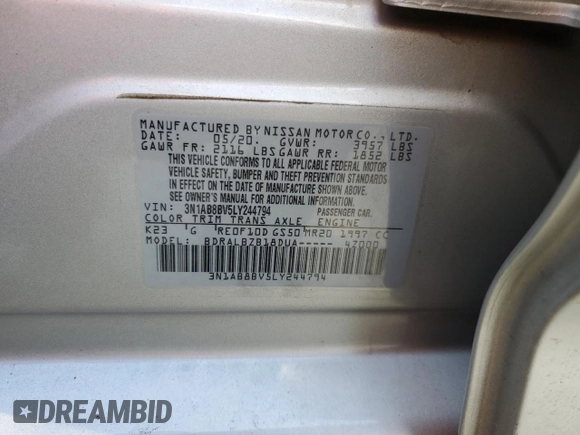 MANUFACTURED BY NISSAN MOTOR CO., LTD.
DATE: 05/20. GVWR: 3957 LBS
GAWR FR: 2116 LBS GAWR RR: 1852 LBS
THIS VEHICLE CONFORMS TO ALL APPLICABLE FEDERAL MOTOR
VEHICLE SAFETY, BUMPER AND THEFT PREVENTION STANDARDS
IN EFFECT ON THE DATE OF MANUFACTURE SHOWN ABOVE.
SEE OWNER'S MANUAL FOR ADDITIONAL INFORMATION
VIN: 3N1AB8BV5LY244794 PASSENGER CAR.
COLOR TRIM TRANS AXLE ENGINE
K23 G RE0F10D GS50 MR20 1997 CC
MODEL: BDRALBZB18DUA----- 47000
3N1AB8BV5LY244794
DREAMBID